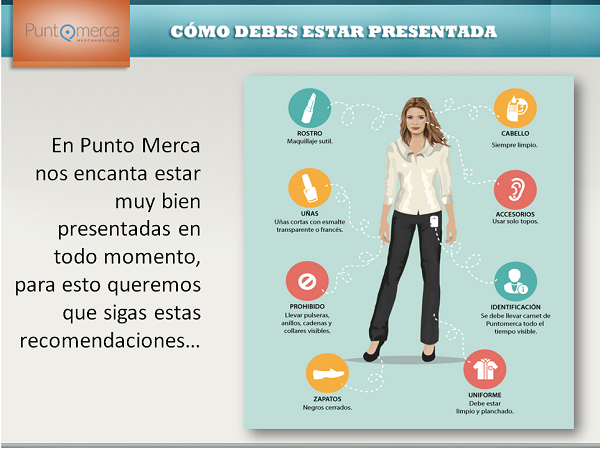 Puntomerca
MERCHANDISING
CÓMO DEBES ESTAR PRESENTADA
En Punto Merca
nos encanta estar
muy bien
presentadas en
todo momento,
para esto queremos
que sigas estas
recomendaciones...
ROSTRO
Maquillaje sutil.
CABELLO
Siempre limpio.
UÑAS
Uñas cortas con esmalte
transparente o francés.
ACCESORIOS
Usar solo topos.
PROHIBIDO
Llevar pulseras,
anillos, cadenas y
collares visibles.
IDENTIFICACIÓN
Se debe llevar carnet de
Puntomerca todo el
tiempo visible.
ZAPATOS
Negros cerrados.
UNIFORME
Debe estar
limpio y planchado.